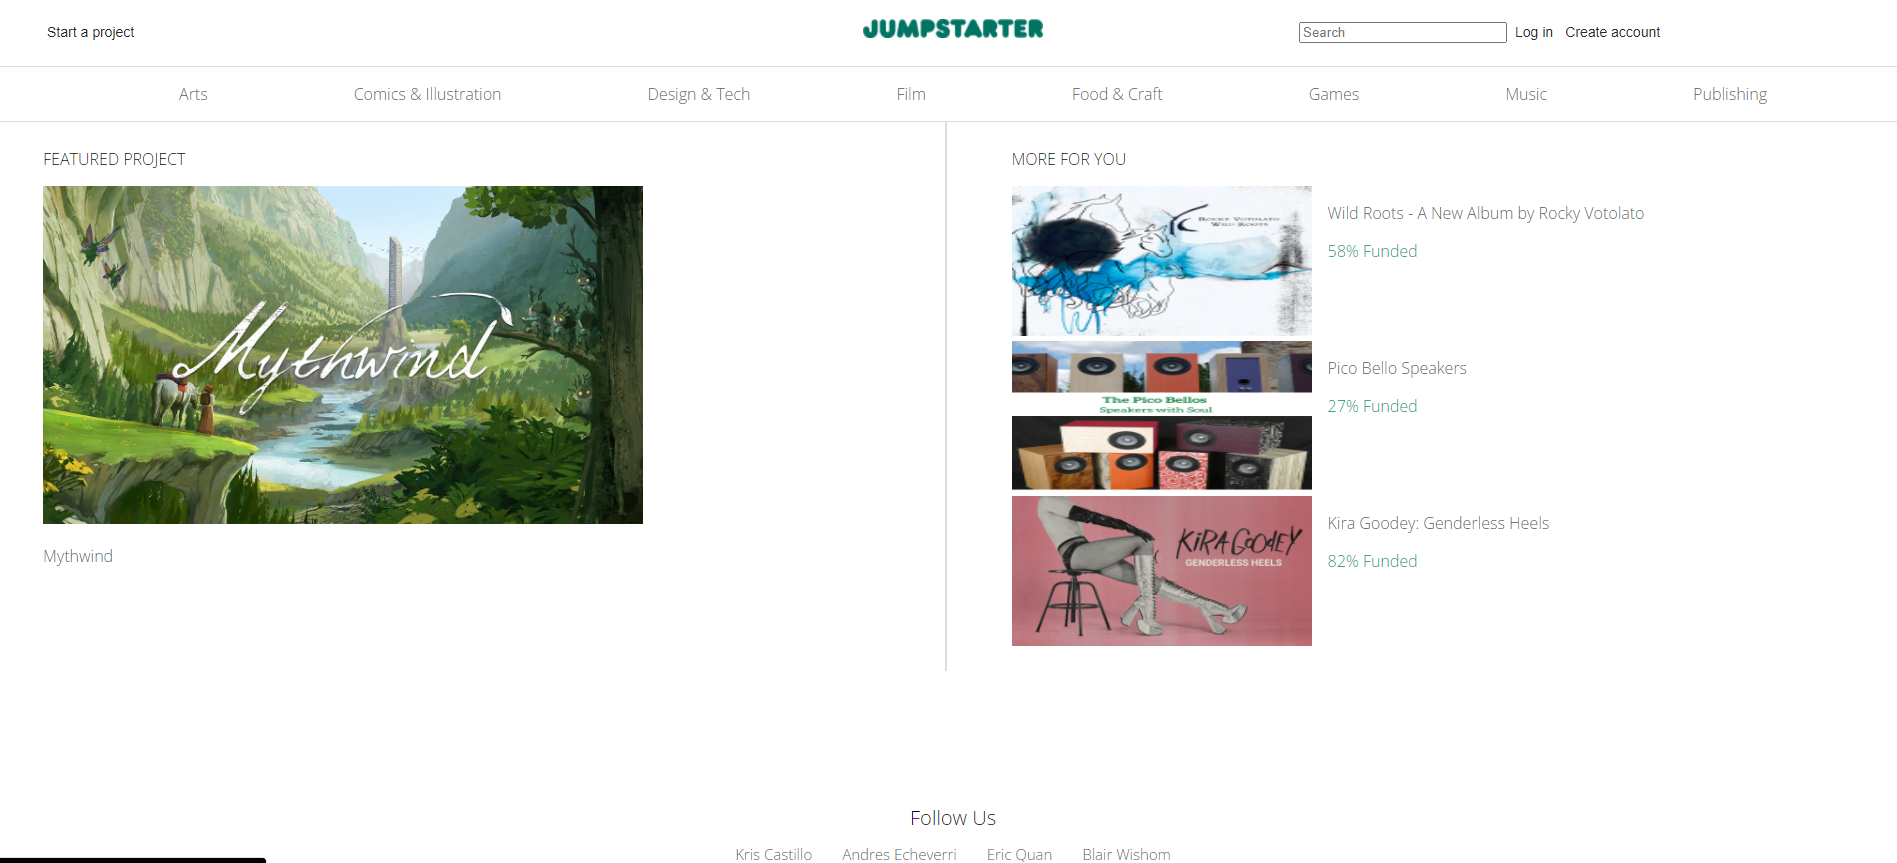 Start a project
JUMPSTARTER
Search
Log in
Create account
Arts
Comics & Illustration
Design & Tech
Film
Food & Craft
Games
Music
Publishing
FEATURED PROJECT
Mythwind
Mythwind
MORE FOR YOU
ROCKY VOTOLATO
WILD ROOTS
Wild Roots - A New Album by Rocky Votolato
58% Funded
The Pico Bellos
Speakers with Soul
Pico Bello Speakers
27% Funded
KiRA GOODEY
GENDERLESS HEELS
Kira Goodey: Genderless Heels
82% Funded
Follow Us
Kris Castillo
Andres Echeverri
Eric Quan
Blair Wishom